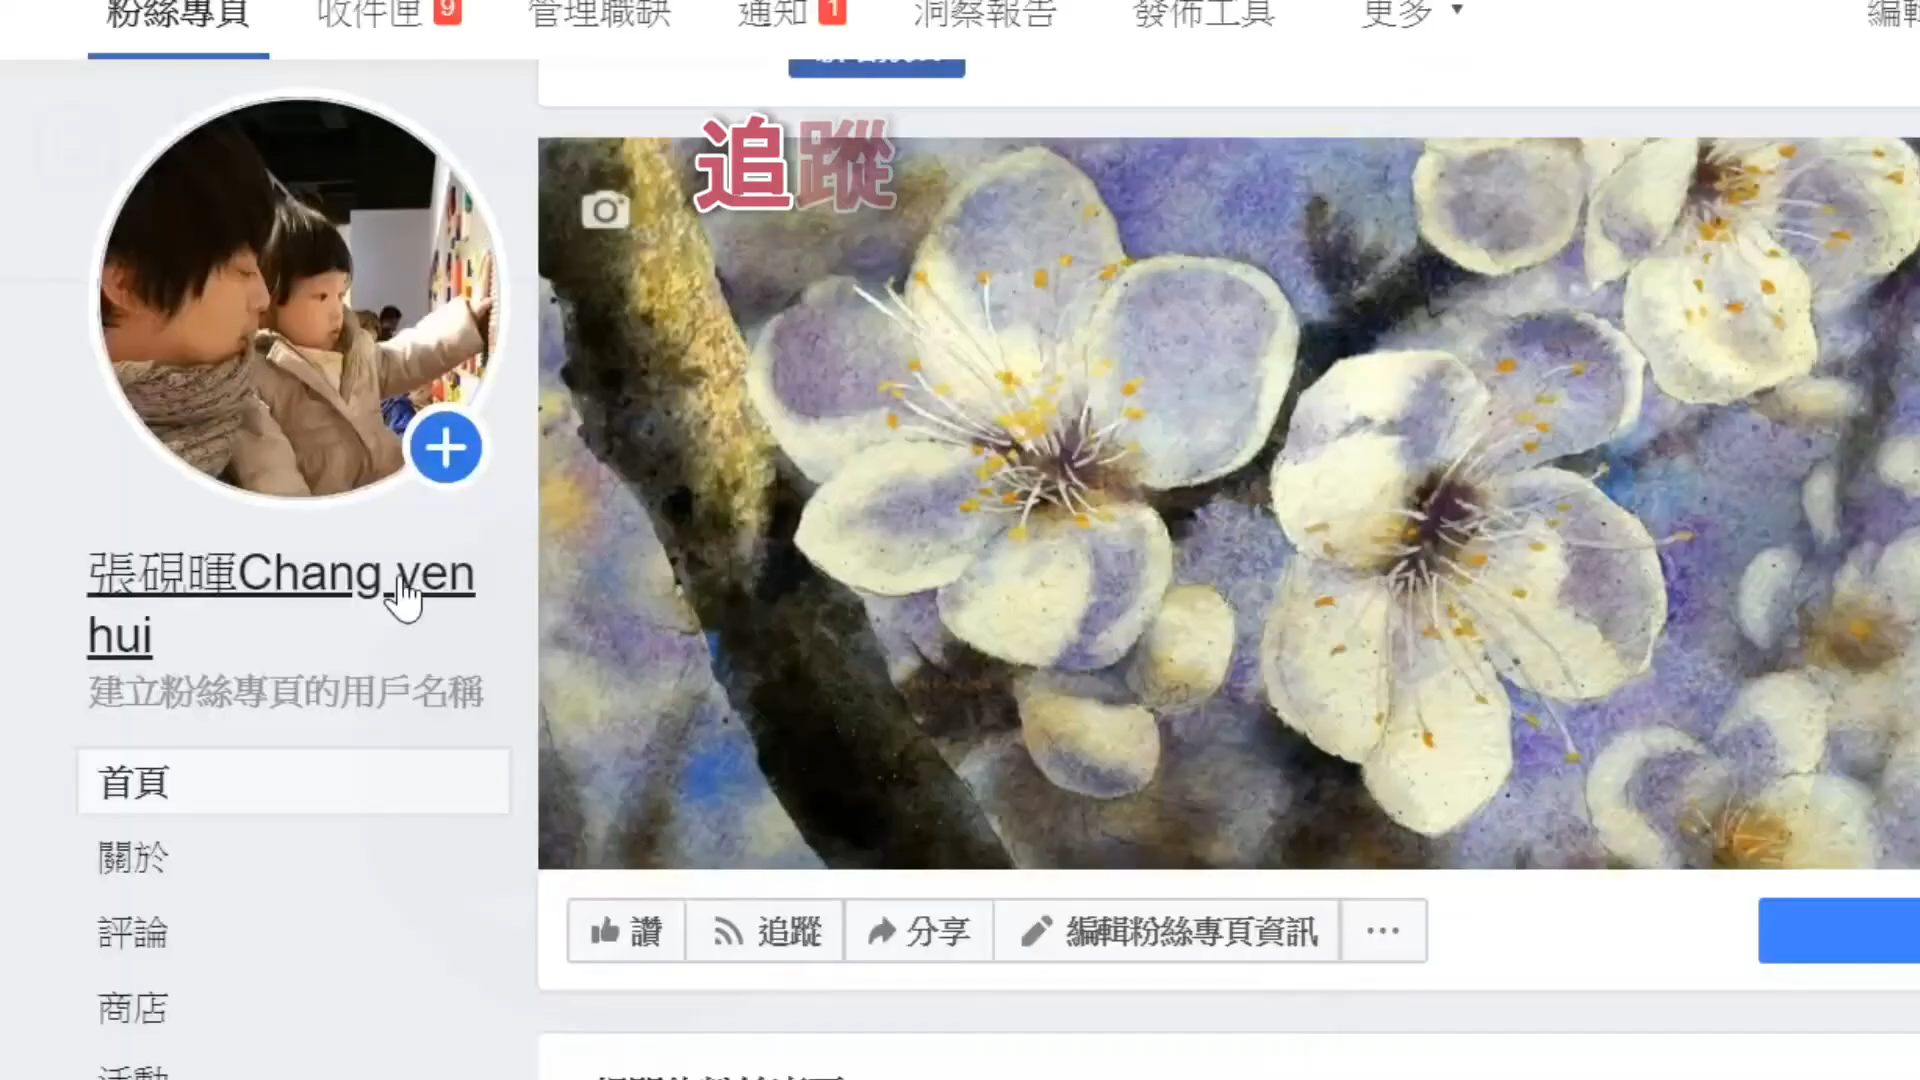 粉絲專頁
收件匣 9
管理職缺
通知 1
洞察報告
發佈工具
更多
追蹤
張硯暉Chang yen
hui
建立粉絲專頁的用戶名稱
首頁
關於
評論
商店
活動
讚
追蹤
分享
編輯粉絲專頁資訊